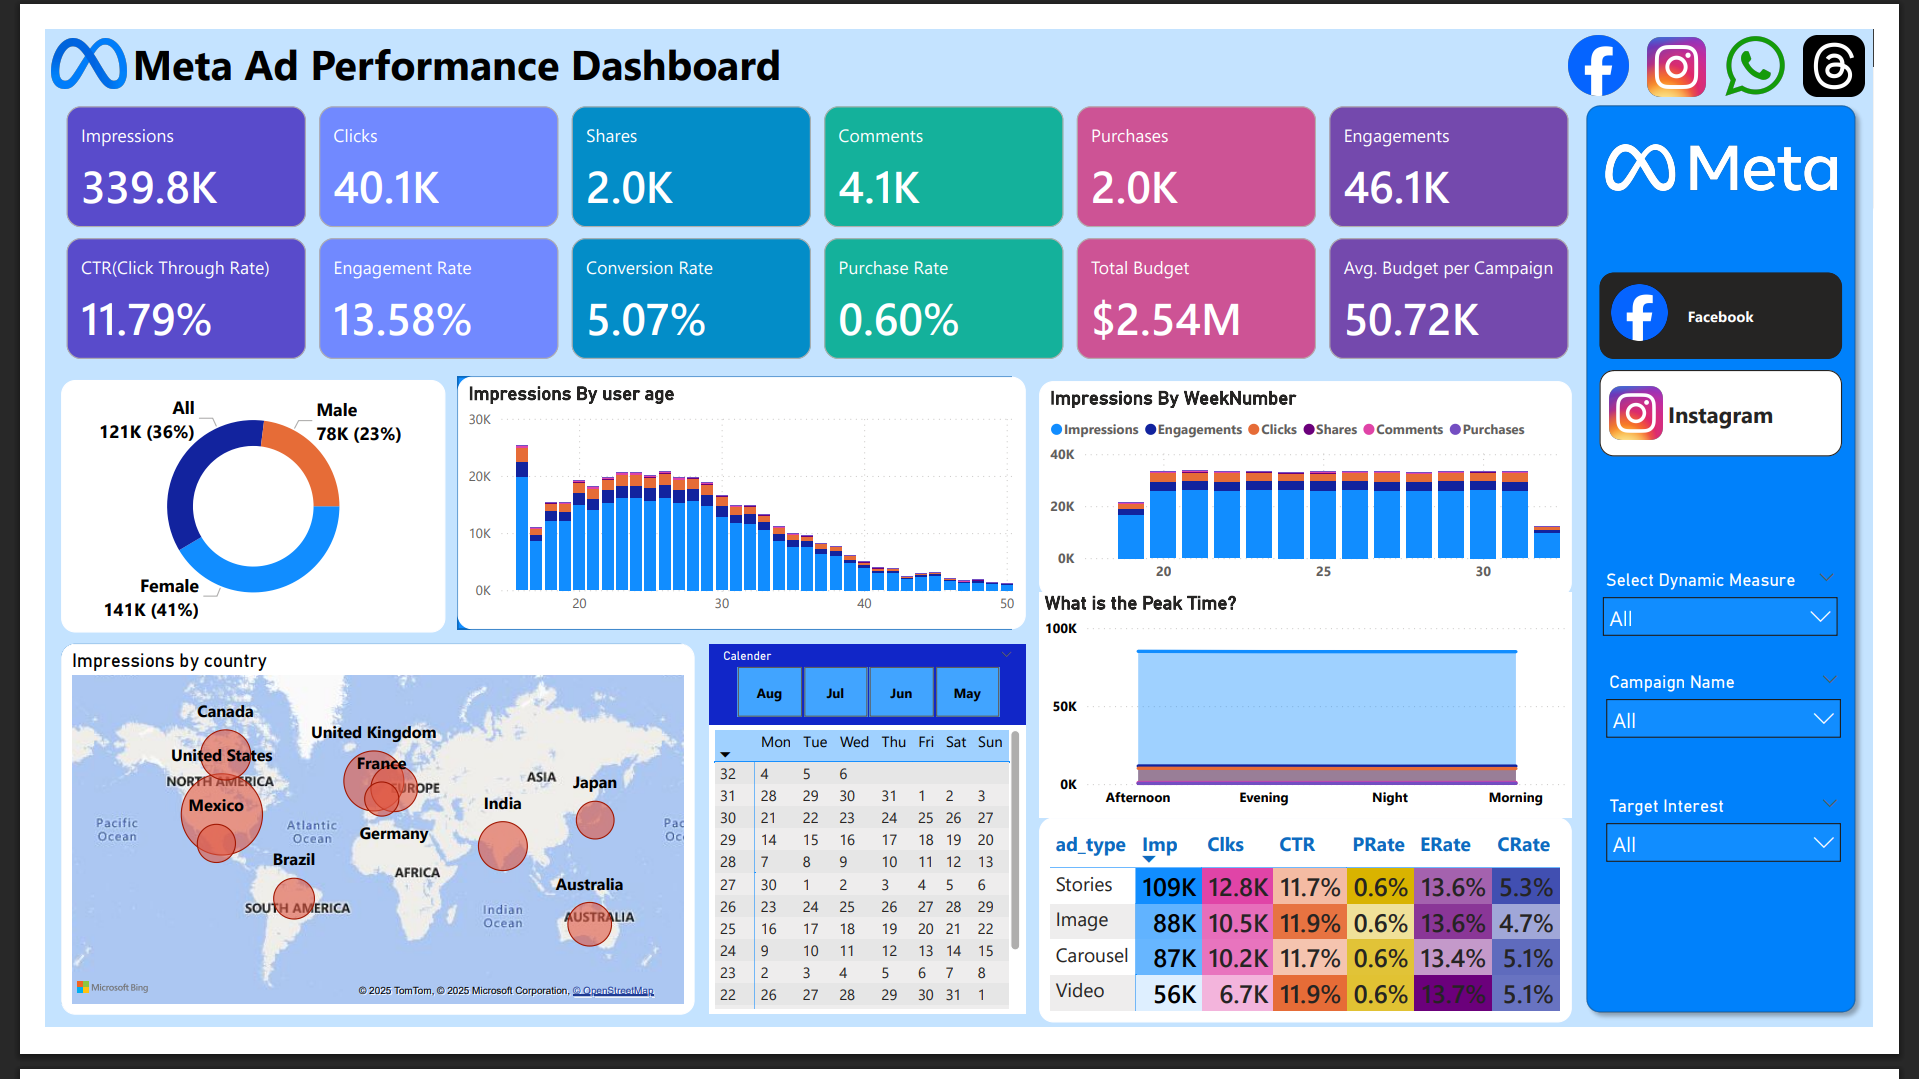 Meta Ad Performance Dashboard
Impressions
339.8K
Clicks
40.1K
Shares
2.0K
Comments
4.1K
Purchases
2.0K
Engagements
46.1K
CTR(Click Through Rate)
11.79%
Engagement Rate
13.58%
Conversion Rate
5.07%
Purchase Rate
0.60%
Total Budget
$2.54M
Avg. Budget per Campaign
50.72K
Meta
Facebook
Instagram
Select Dynamic Measure
All
Campaign Name
All
Target Interest
All
All
121K (36%)
Male
78K (23%)
Female
141K (41%)
Impressions By user age
30K
20K
10K
0K
20 30 40 50
Impressions By WeekNumber
Impressions Engagements Clicks Shares Comments Purchases
40K
20K
0K
20 25 30
What is the Peak Time?
100K
50K
0K
Afternoon Evening Night Morning
Impressions by country
Canada
United Kingdom
United States
France
NORTH AMERICA
ASIA
EUROPE
Japan
Mexico
India
Pacific
Ocean
Atlantic
Ocean
Pac
Oc
Germany
Brazil
AFRICA
Australia
SOUTH AMERICA
Indian
Ocean
AUSTRALIA
Microsoft Bing
© 2025 TomTom, © 2025 Microsoft Corporation, © OpenStreetMap
Calender
Aug Jul Jun May
Mon Tue Wed Thu Fri Sat Sun
32 4 5 6
31 28 29 30 31 1 2 3
30 21 22 23 24 25 26 27
29 14 15 16 17 18 19 20
28 7 8 9 10 11 12 13
27 30 1 2 3 4 5 6
26 23 24 25 26 27 28 29
25 16 17 18 19 20 21 22
24 9 10 11 12 13 14 15
23 2 3 4 5 6 7 8
22 26 27 28 29 30 31 1
ad_type Imp Clks CTR PRate ERate CRate
Stories 109K 12.8K 11.7% 0.6% 13.6% 5.3%
Image 88K 10.5K 11.9% 0.6% 13.6% 4.7%
Carousel 87K 10.2K 11.7% 0.6% 13.4% 5.1%
Video 56K 6.7K 11.9% 0.6% 13.7% 5.1%